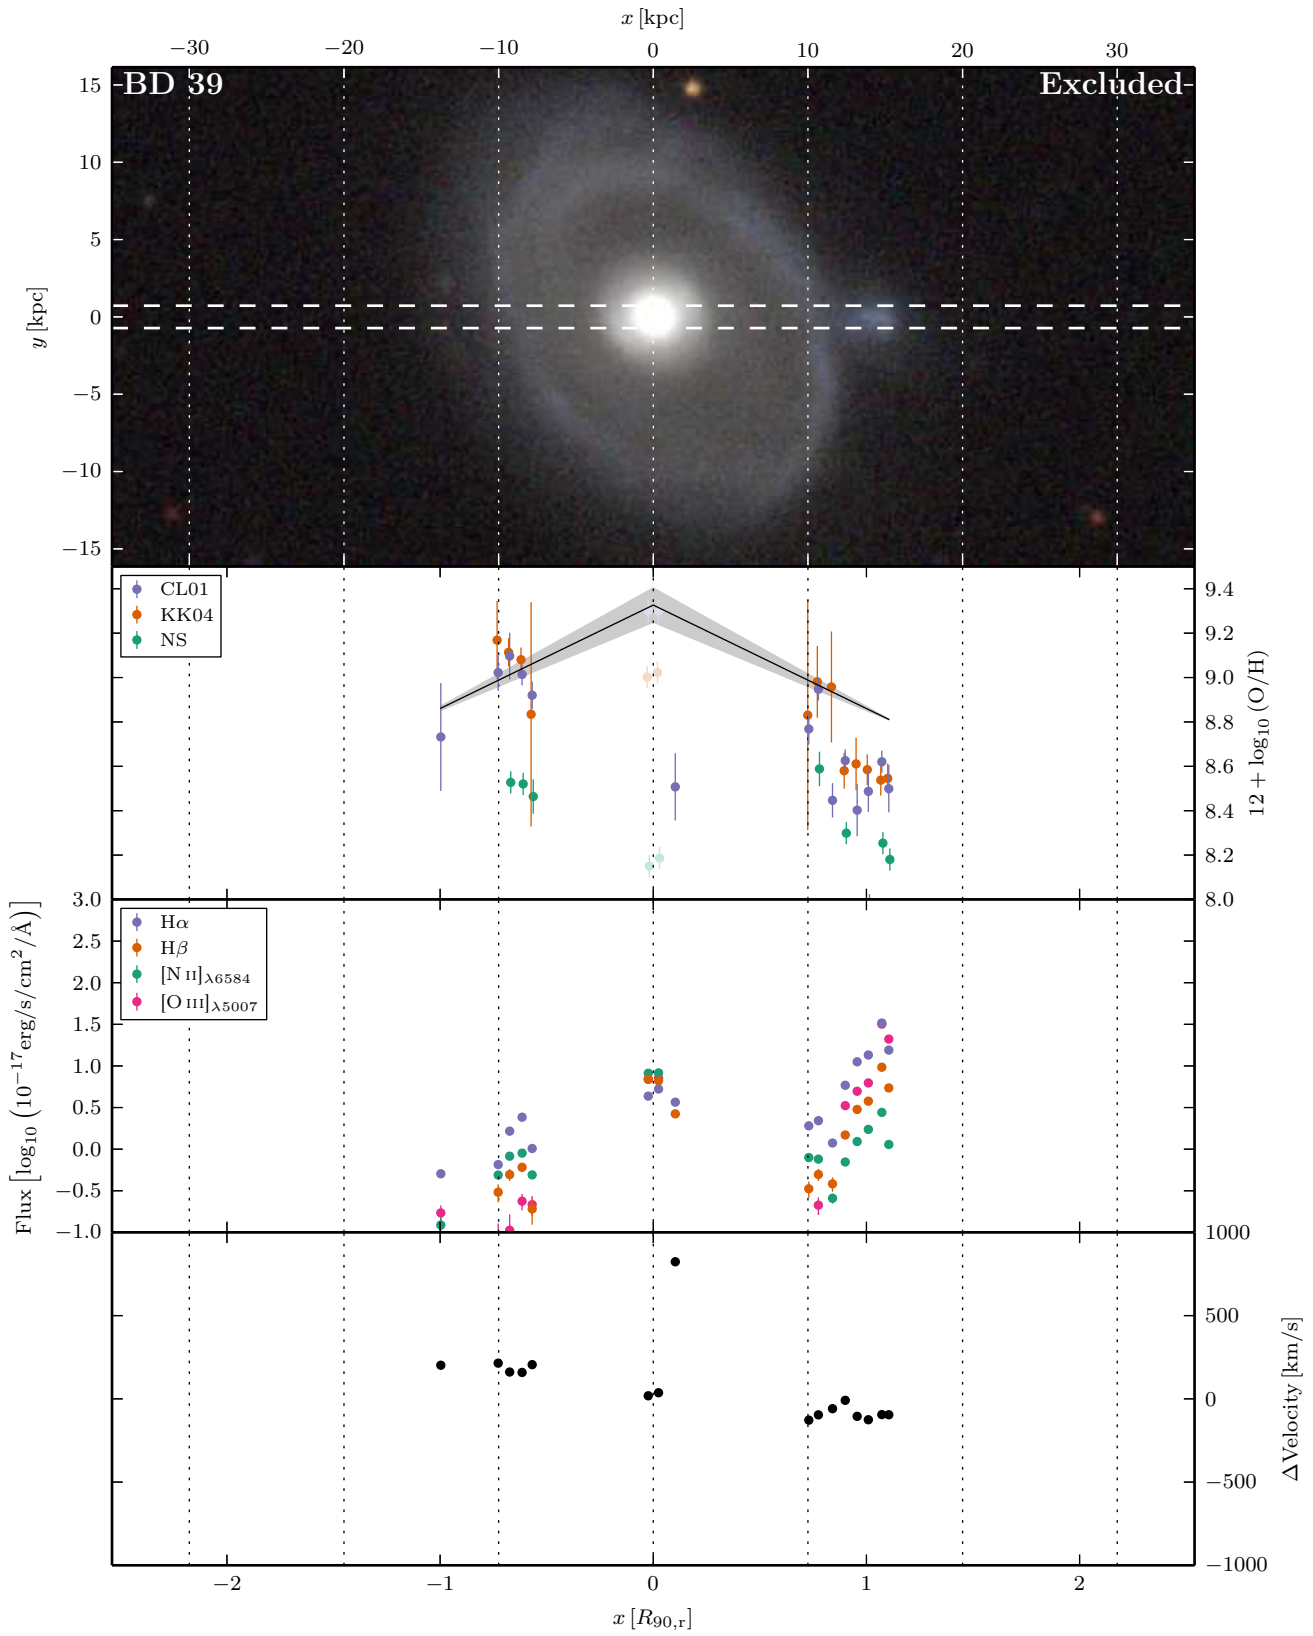 x [kpc]
−30 −20 −10 0 10 20 30
BD 39 Excluded
15
10
5
0
−5
−10
−15
y [kpc]
CL01
KK04
NS
9.4
9.2
9.0
8.8
8.6
8.4
8.2
8.0
12 + log₁₀ (O/H)
3.0
2.5
2.0
1.5
1.0
0.5
0.0
−0.5
−1.0
Flux [log₁₀ (10⁻¹⁷erg/s/cm²/Å)]
Hα
Hβ
[N II]λ6584
[O III]λ5007
1000
500
0
−500
−1000
ΔVelocity [km/s]
−2 −1 0 1 2
x [R₉₀,ᵣ]